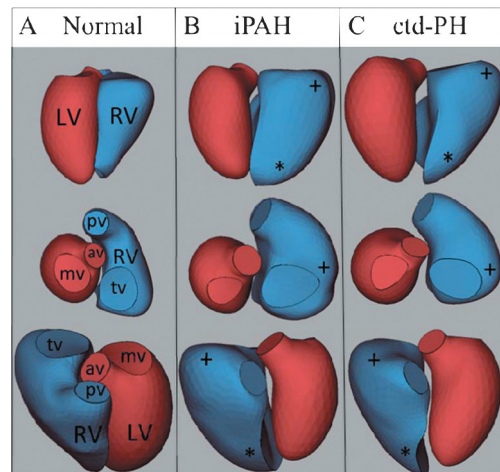 A Normal B iPAH C ctd-PH
LV RV + +
* *
pv
av RV
mv + +
tv
tv mv + +
av
pv
RV LV
* *